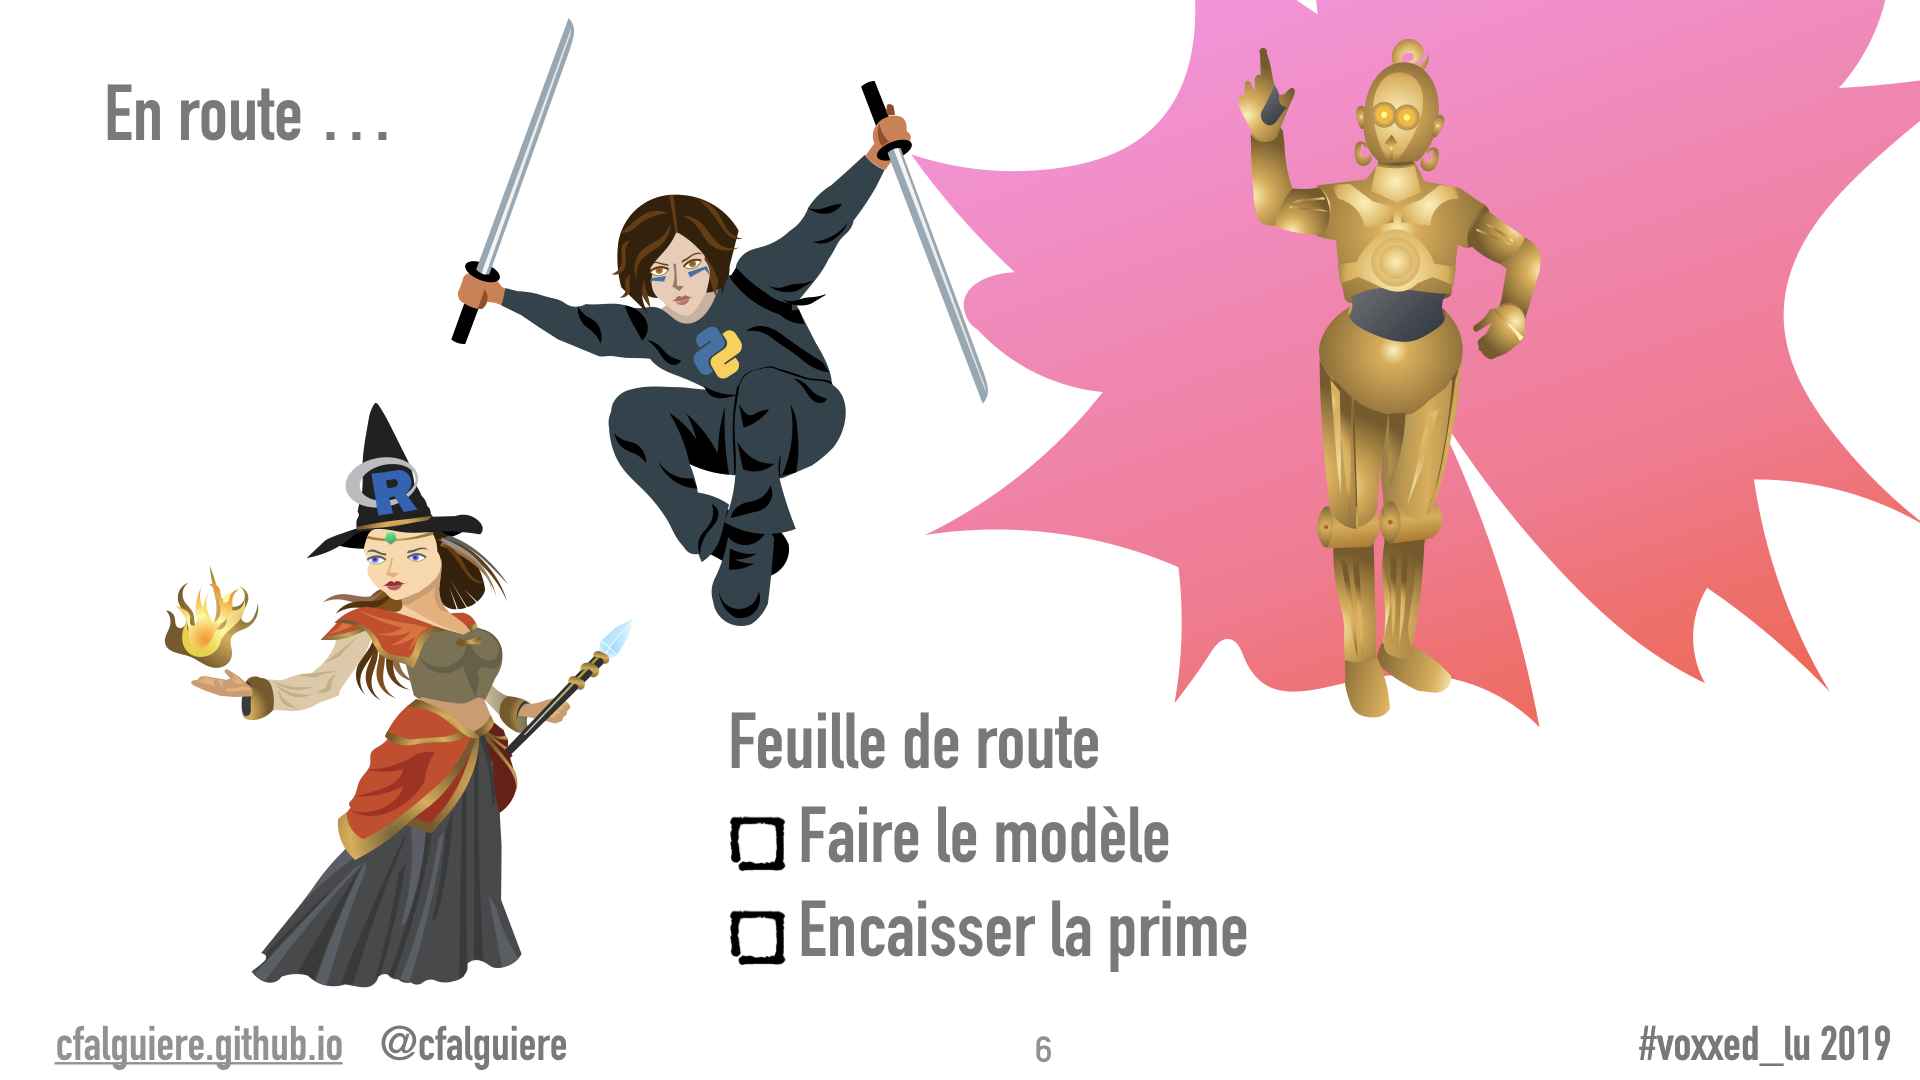 En route ...
R
Feuille de route
Faire le modèle
Encaisser la prime
cfalguiere.github.io @cfalguiere
6
#voxxed_lu 2019